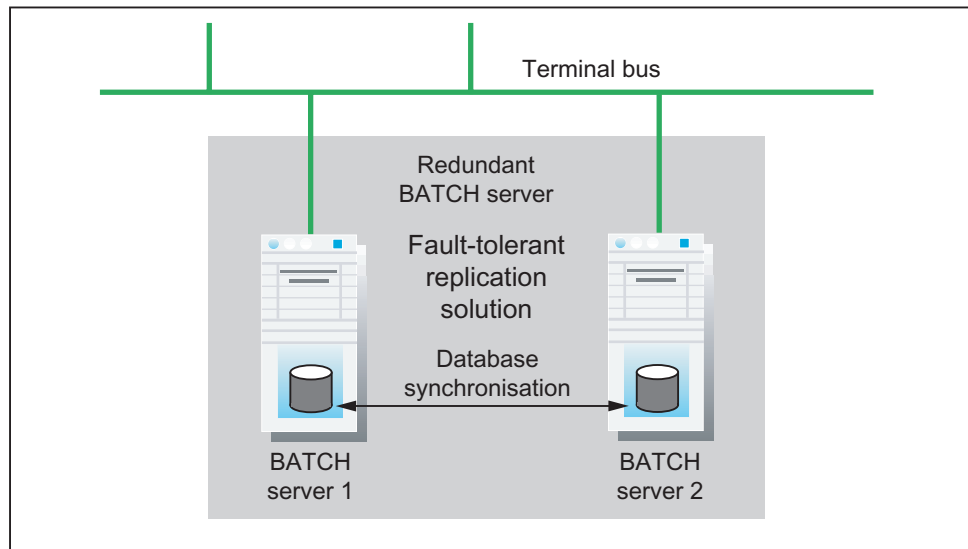 Terminal bus
Redundant
BATCH server
Fault-tolerant
replication
solution
Database
synchronisation
BATCH
server 1
BATCH
server 2